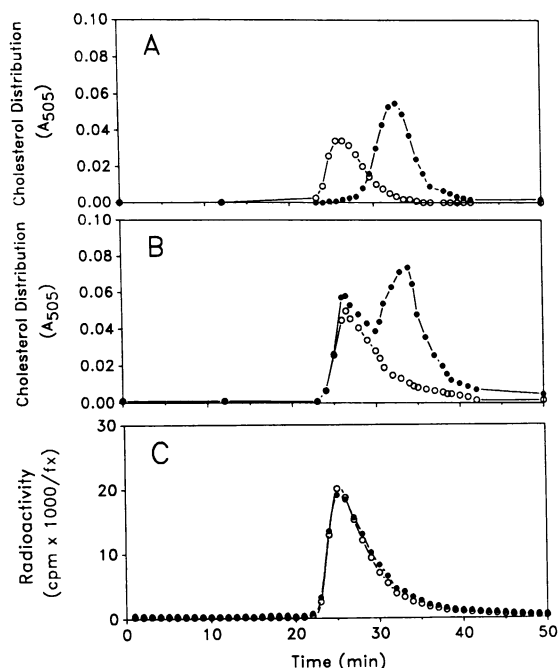 A
Cholesterol Distribution
(A505)
0.10
0.08
0.06
0.04
0.02
0.00
B
Cholesterol Distribution
(A505)
0.10
0.08
0.06
0.04
0.02
0.00
C
Radioactivity
(cpm x 1000/fx)
30
20
10
0
0 10 20 30 40 50
Time (min)